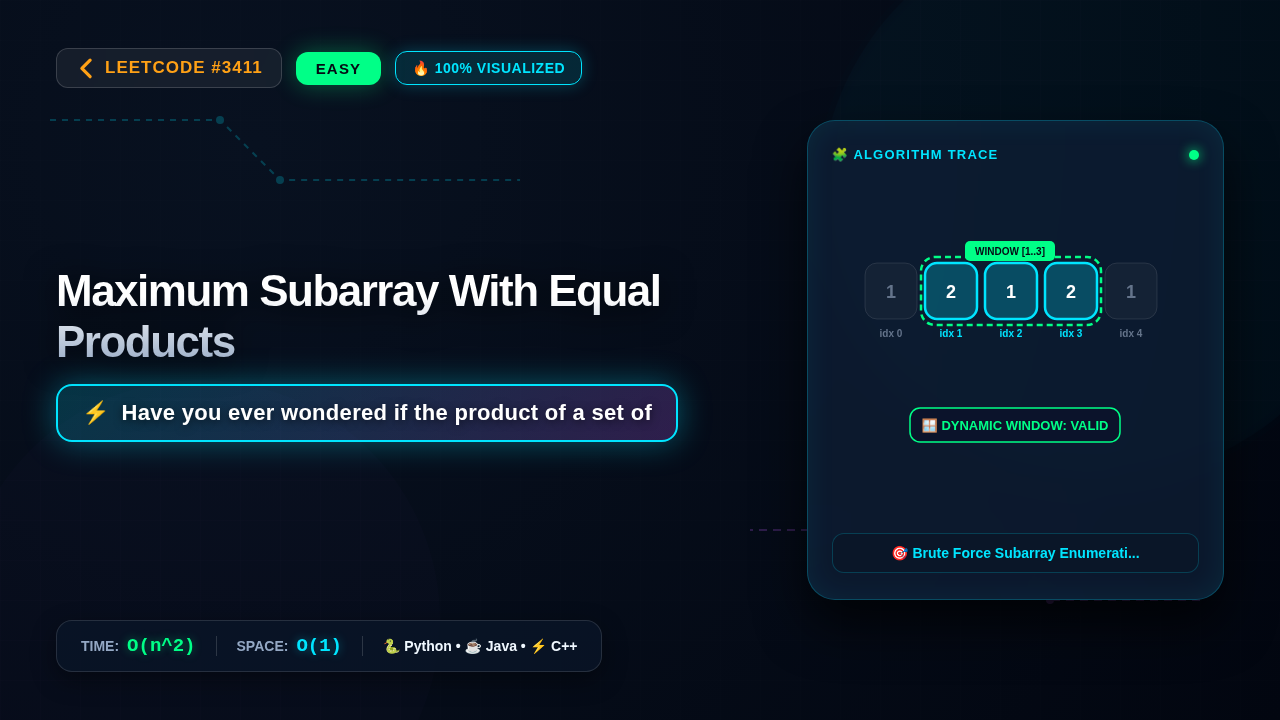 LEETCODE #3411
EASY
🔥 100% VISUALIZED
🧩 ALGORITHM TRACE
WINDOW [1..3]
1 2 1 2 1
idx 0 idx 1 idx 2 idx 3 idx 4
Maximum Subarray With Equal
Products
⚡ Have you ever wondered if the product of a set of
🪟 DYNAMIC WINDOW: VALID
🎯 Brute Force Subarray Enumerati...
TIME: O(n^2) SPACE: O(1) 🐍 Python • ☕ Java • ⚡ C++